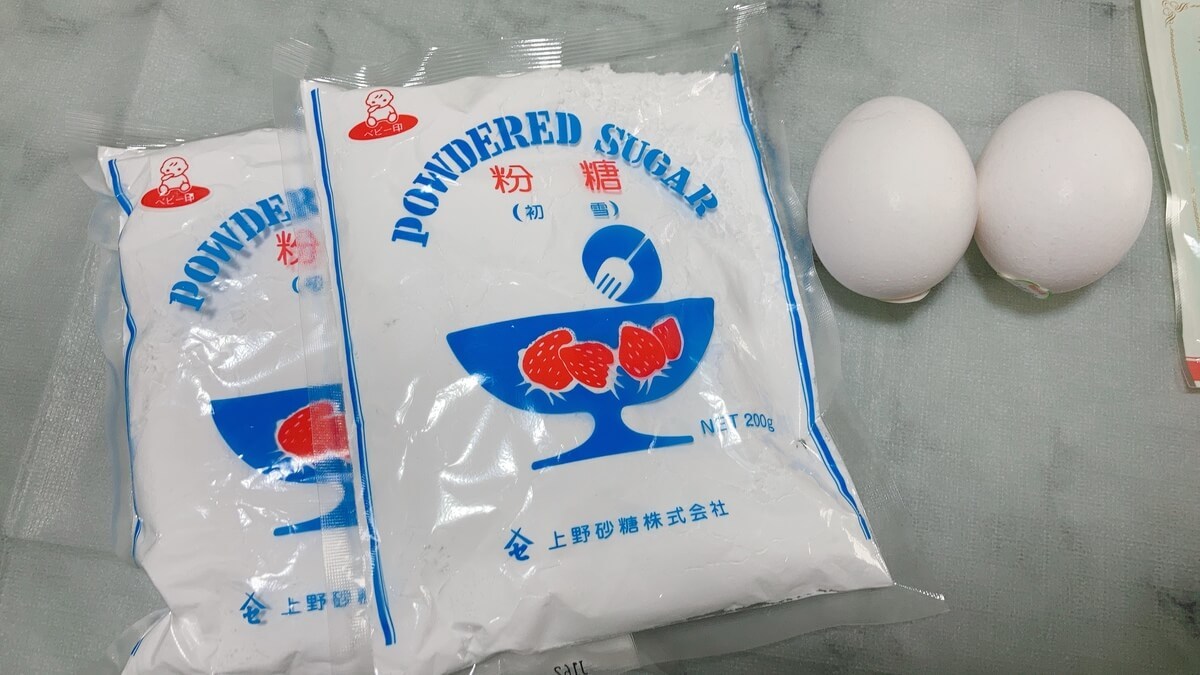 ベビー印
POWDERED SUGAR
粉 糖
(初 雪)
NET 200g
上野砂糖株式会社
ベビー印
POWDER
粉
上野砂